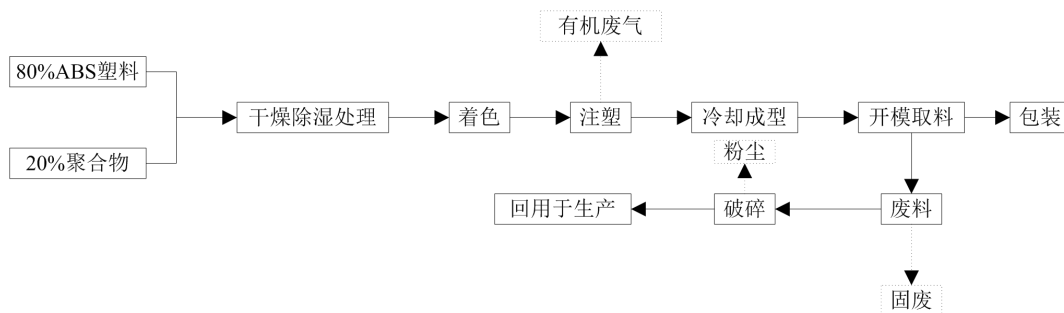 有机废气
80%ABS塑料
干燥除湿处理
着色
注塑
冷却成型
开模取料
包装
20%聚合物
粉尘
回用于生产
破碎
废料
固废